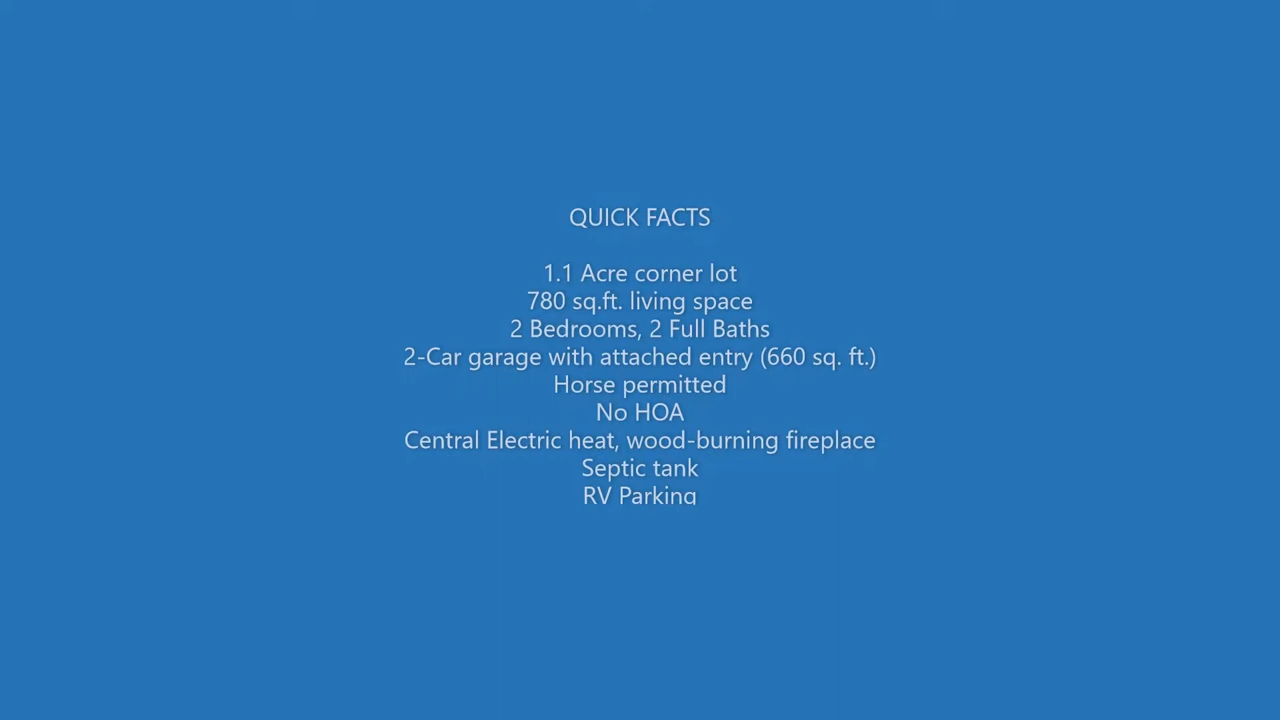 QUICK FACTS
1.1 Acre corner lot
780 sq.ft. living space
2 Bedrooms, 2 Full Baths
2-Car garage with attached entry (660 sq. ft.)
Horse permitted
No HOA
Central Electric heat, wood-burning fireplace
Septic tank
RV Parking